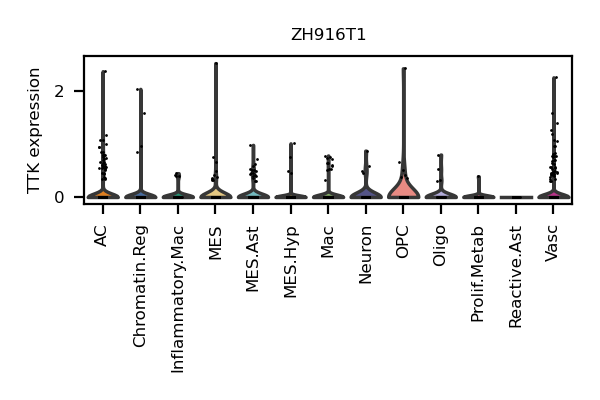 ZH916T1
TTK expression
2
0
AC
Chromatin.Reg
Inflammatory.Mac
MES
MES.Ast
MES.Hyp
Mac
Neuron
OPC
Oligo
Prolif.Metab
Reactive.Ast
Vasc